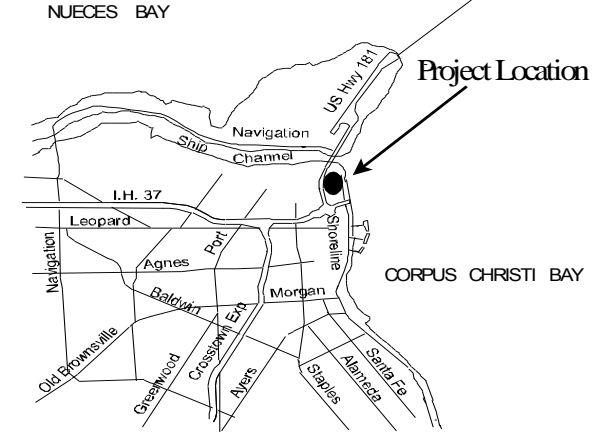 NUECES BAY
US Hwy 181
Project Location
Navigation
Ship Channel
I.H. 37
Leopard
Port
Shoreline
Navigation
Agnes
CORPUS CHRISTI BAY
Baldwin
Morgan
Old Brownsville
Greenwood
Crosstown Exp
Ayers
Staples
Alameda
Santa Fe